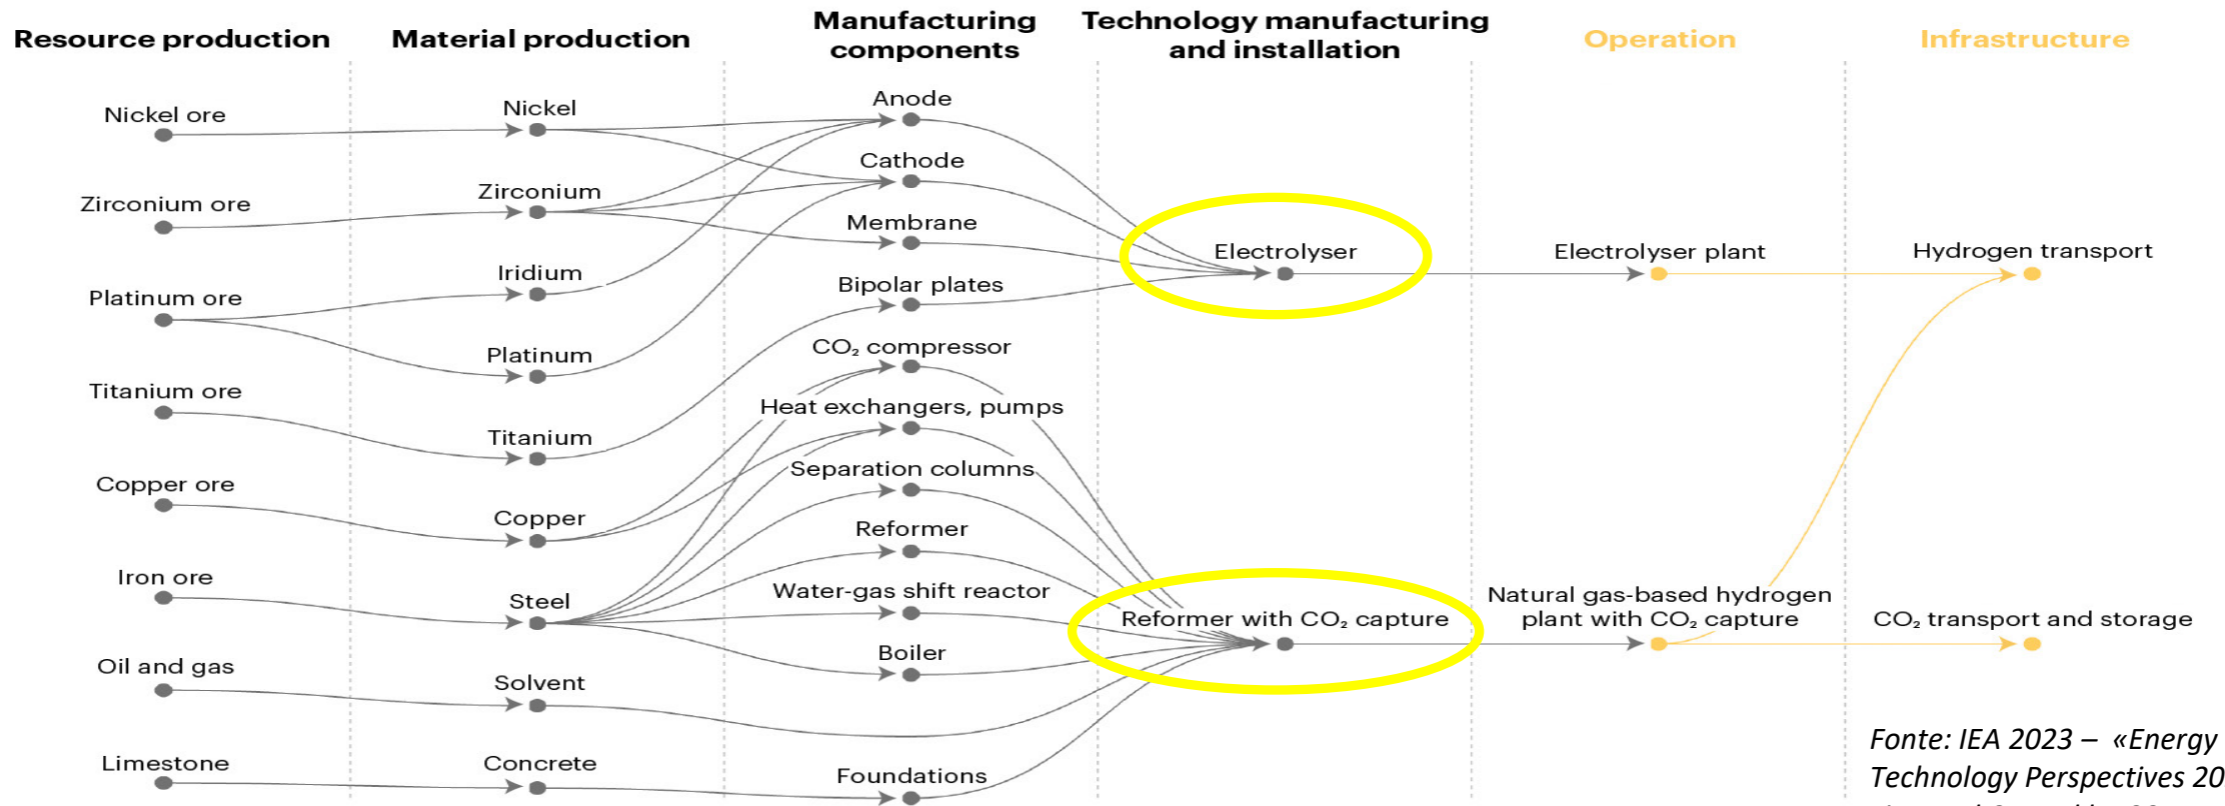 Resource production
Material production
Manufacturing
components
Technology manufacturing
and installation
Operation
Infrastructure
Nickel ore
Zirconium ore
Platinum ore
Titanium ore
Copper ore
Iron ore
Oil and gas
Limestone
Nickel
Zirconium
Iridium
Platinum
Titanium
Copper
Steel
Solvent
Concrete
Anode
Cathode
Membrane
Bipolar plates
CO₂ compressor
Heat exchangers, pumps
Separation columns
Reformer
Water-gas shift reactor
Boiler
Foundations
Electrolyser
Reformer with CO₂ capture
Electrolyser plant
Natural gas-based hydrogen
plant with CO₂ capture
Hydrogen transport
CO₂ transport and storage
Fonte: IEA 2023 – «Energy
Technology Perspectives 20